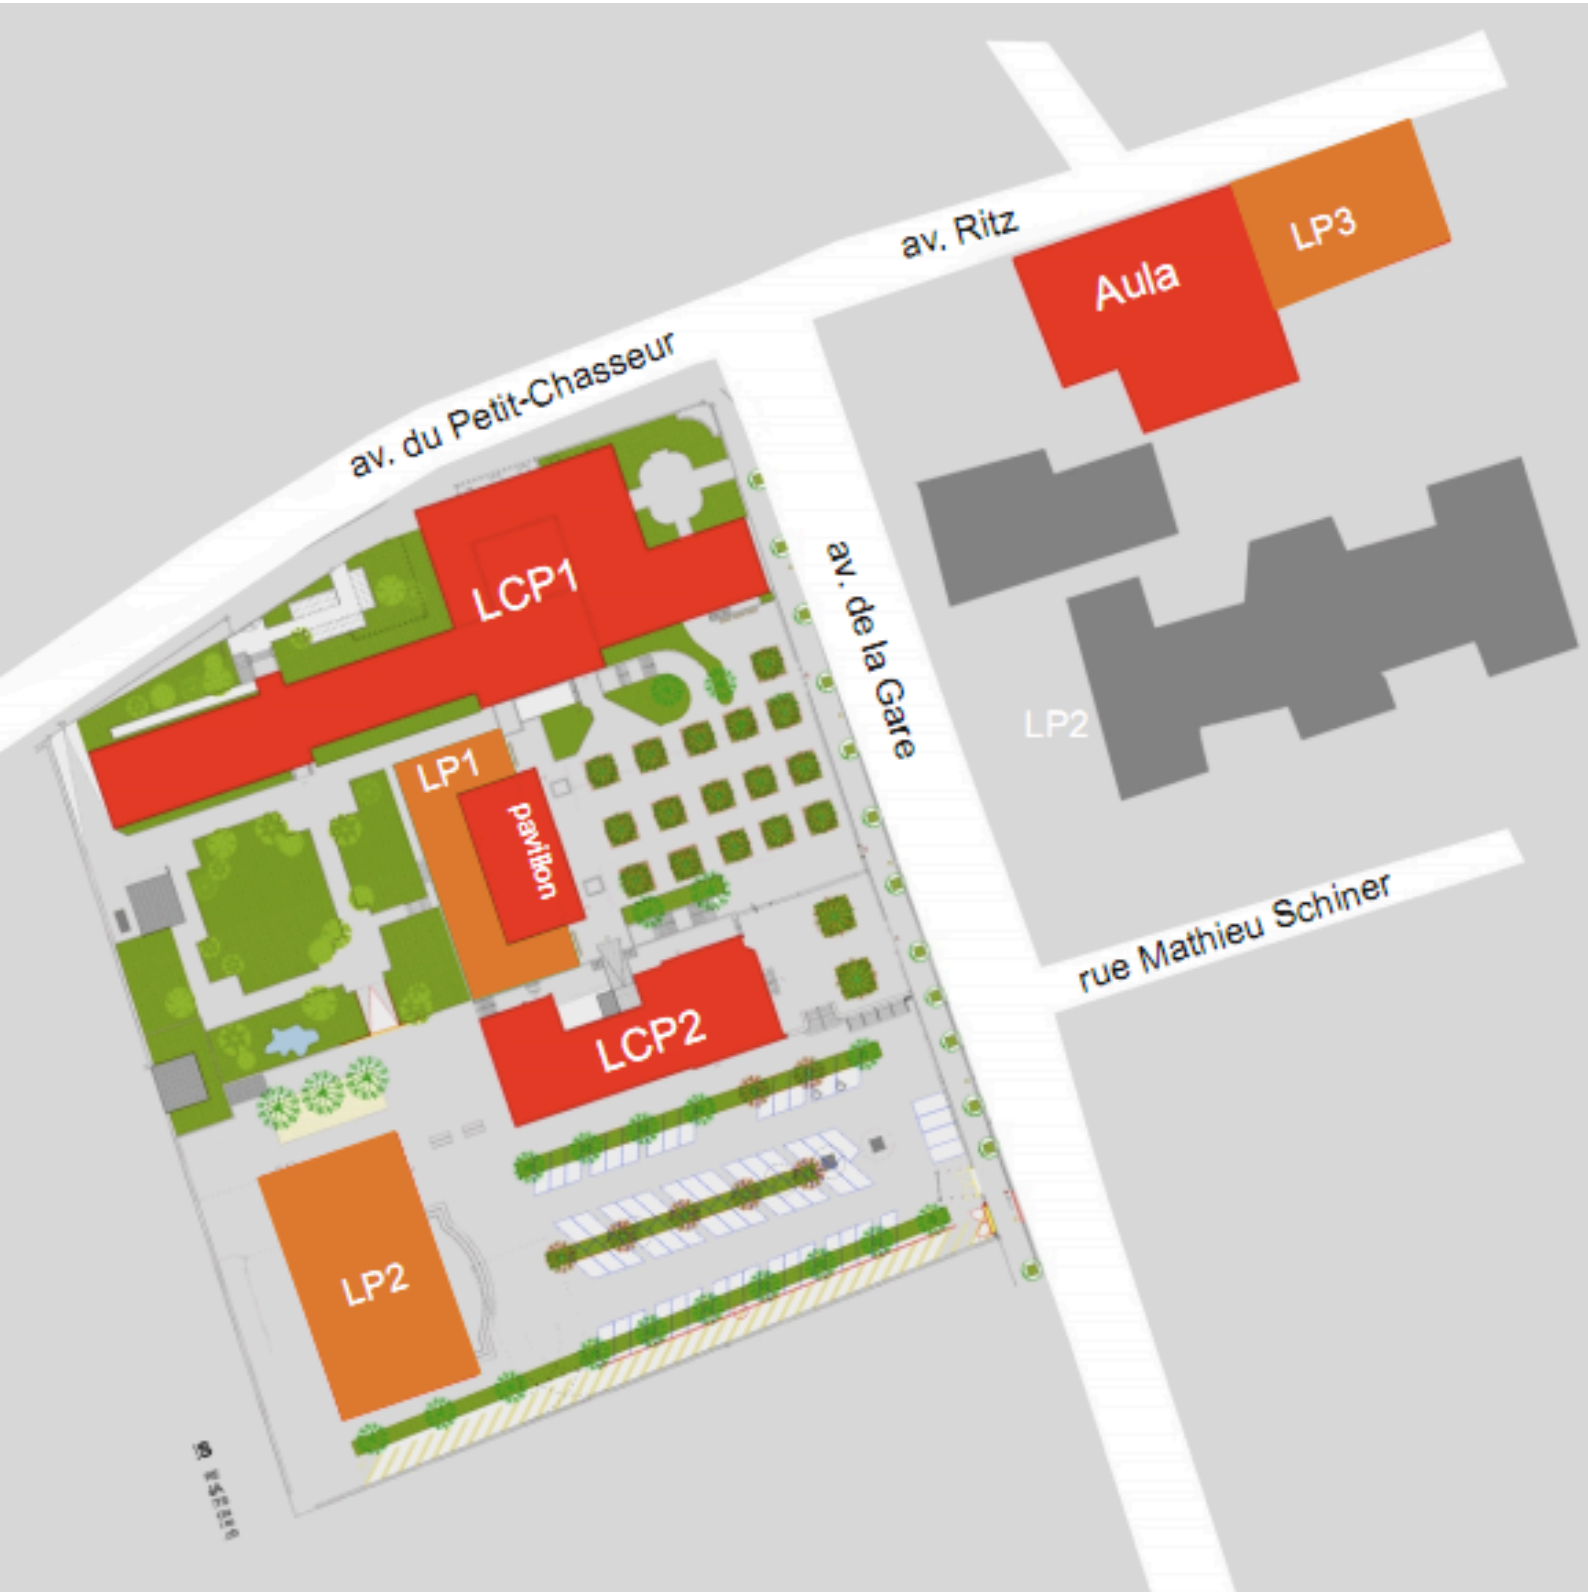 av. Ritz
LP3
Aula
av. du Petit-Chasseur
LCP1
av. de la Gare
LP2
LP1
pavillon
rue Mathieu Schiner
LCP2
LP2